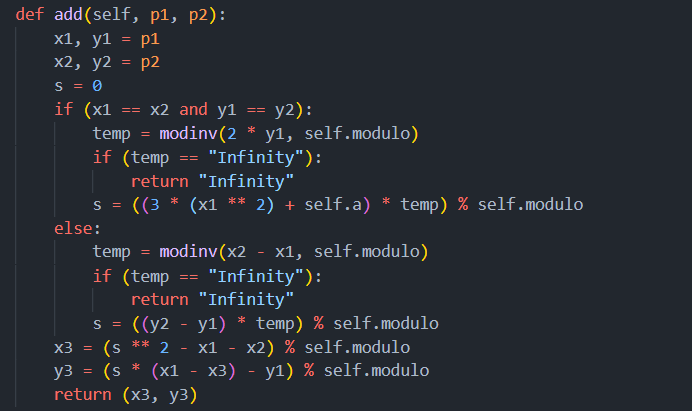 def add(self, p1, p2):
    x1, y1 = p1
    x2, y2 = p2
    s = 0
    if (x1 == x2 and y1 == y2):
        temp = modinv(2 * y1, self.modulo)
        if (temp == "Infinity"):
            return "Infinity"
        s = ((3 * (x1 ** 2) + self.a) * temp) % self.modulo
    else:
        temp = modinv(x2 - x1, self.modulo)
        if (temp == "Infinity"):
            return "Infinity"
        s = ((y2 - y1) * temp) % self.modulo
    x3 = (s ** 2 - x1 - x2) % self.modulo
    y3 = (s * (x1 - x3) - y1) % self.modulo
    return (x3, y3)